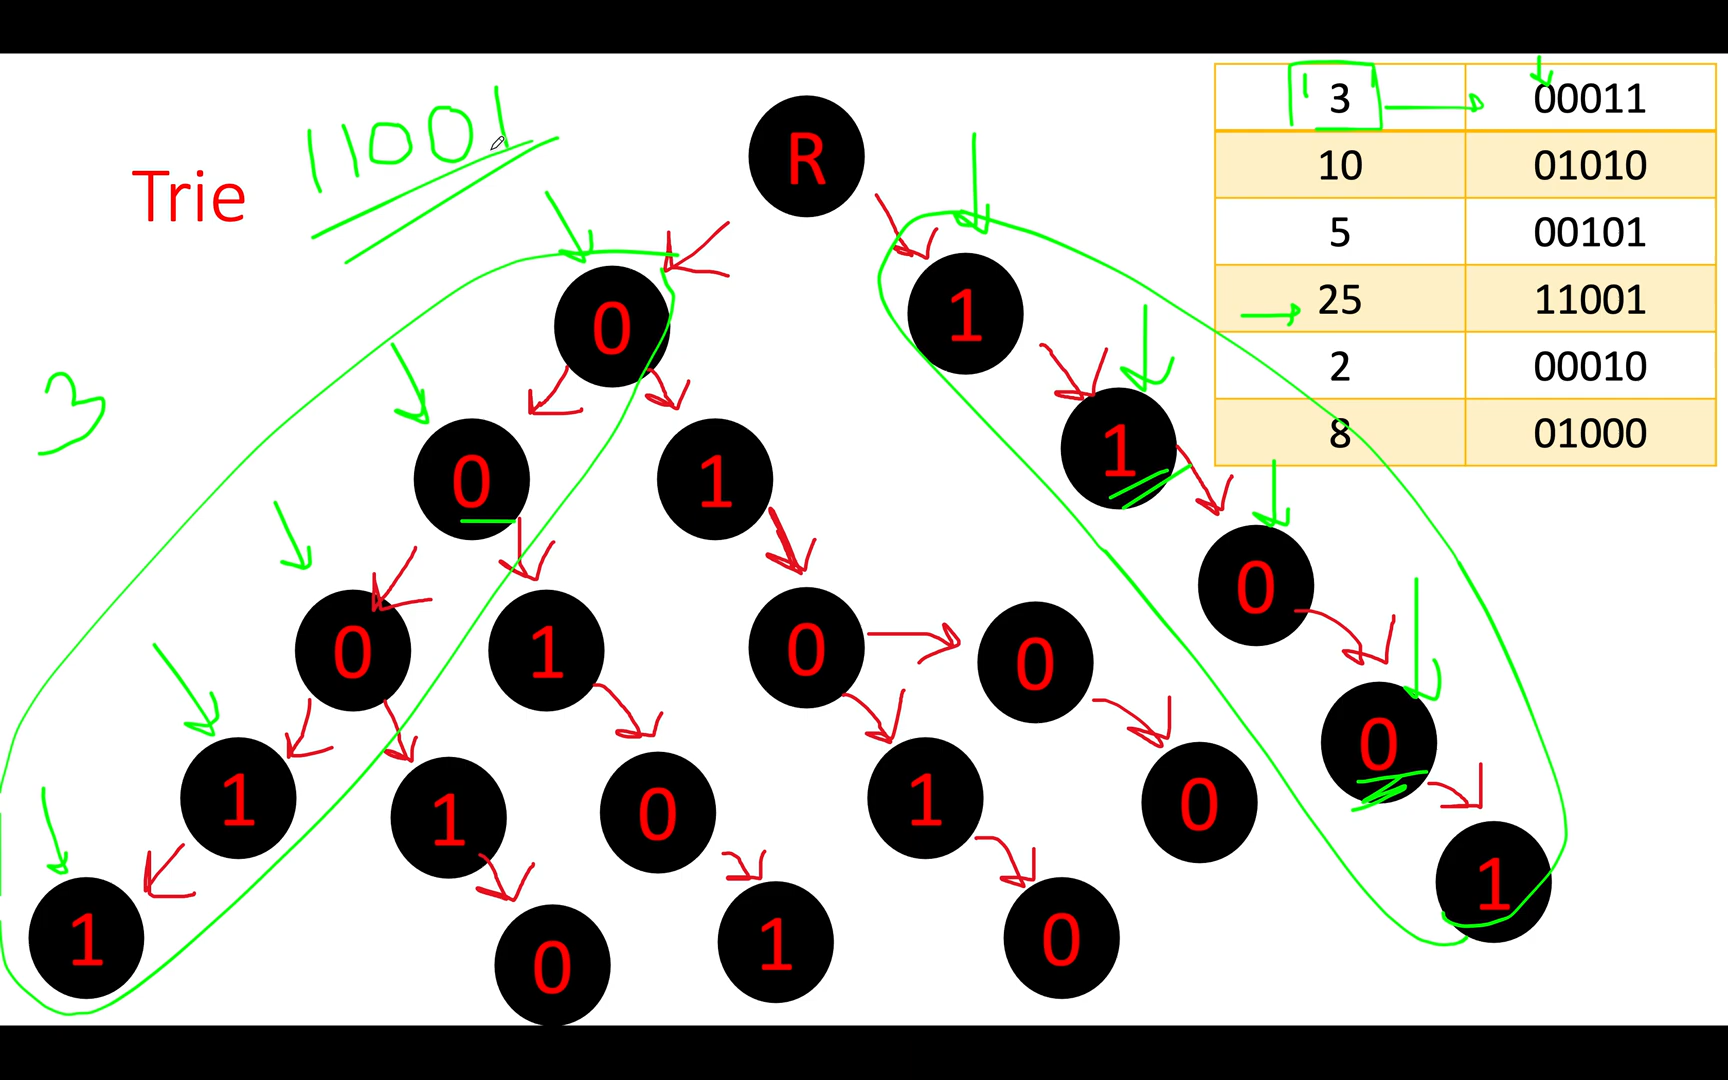 11001
Trie
R
3 00011
10 01010
5 00101
25 11001
2 00010
8 01000
0 1
3
0 1 1
0 1 0 0 0
1 1 0 1 0 0
1 0 1 0 1